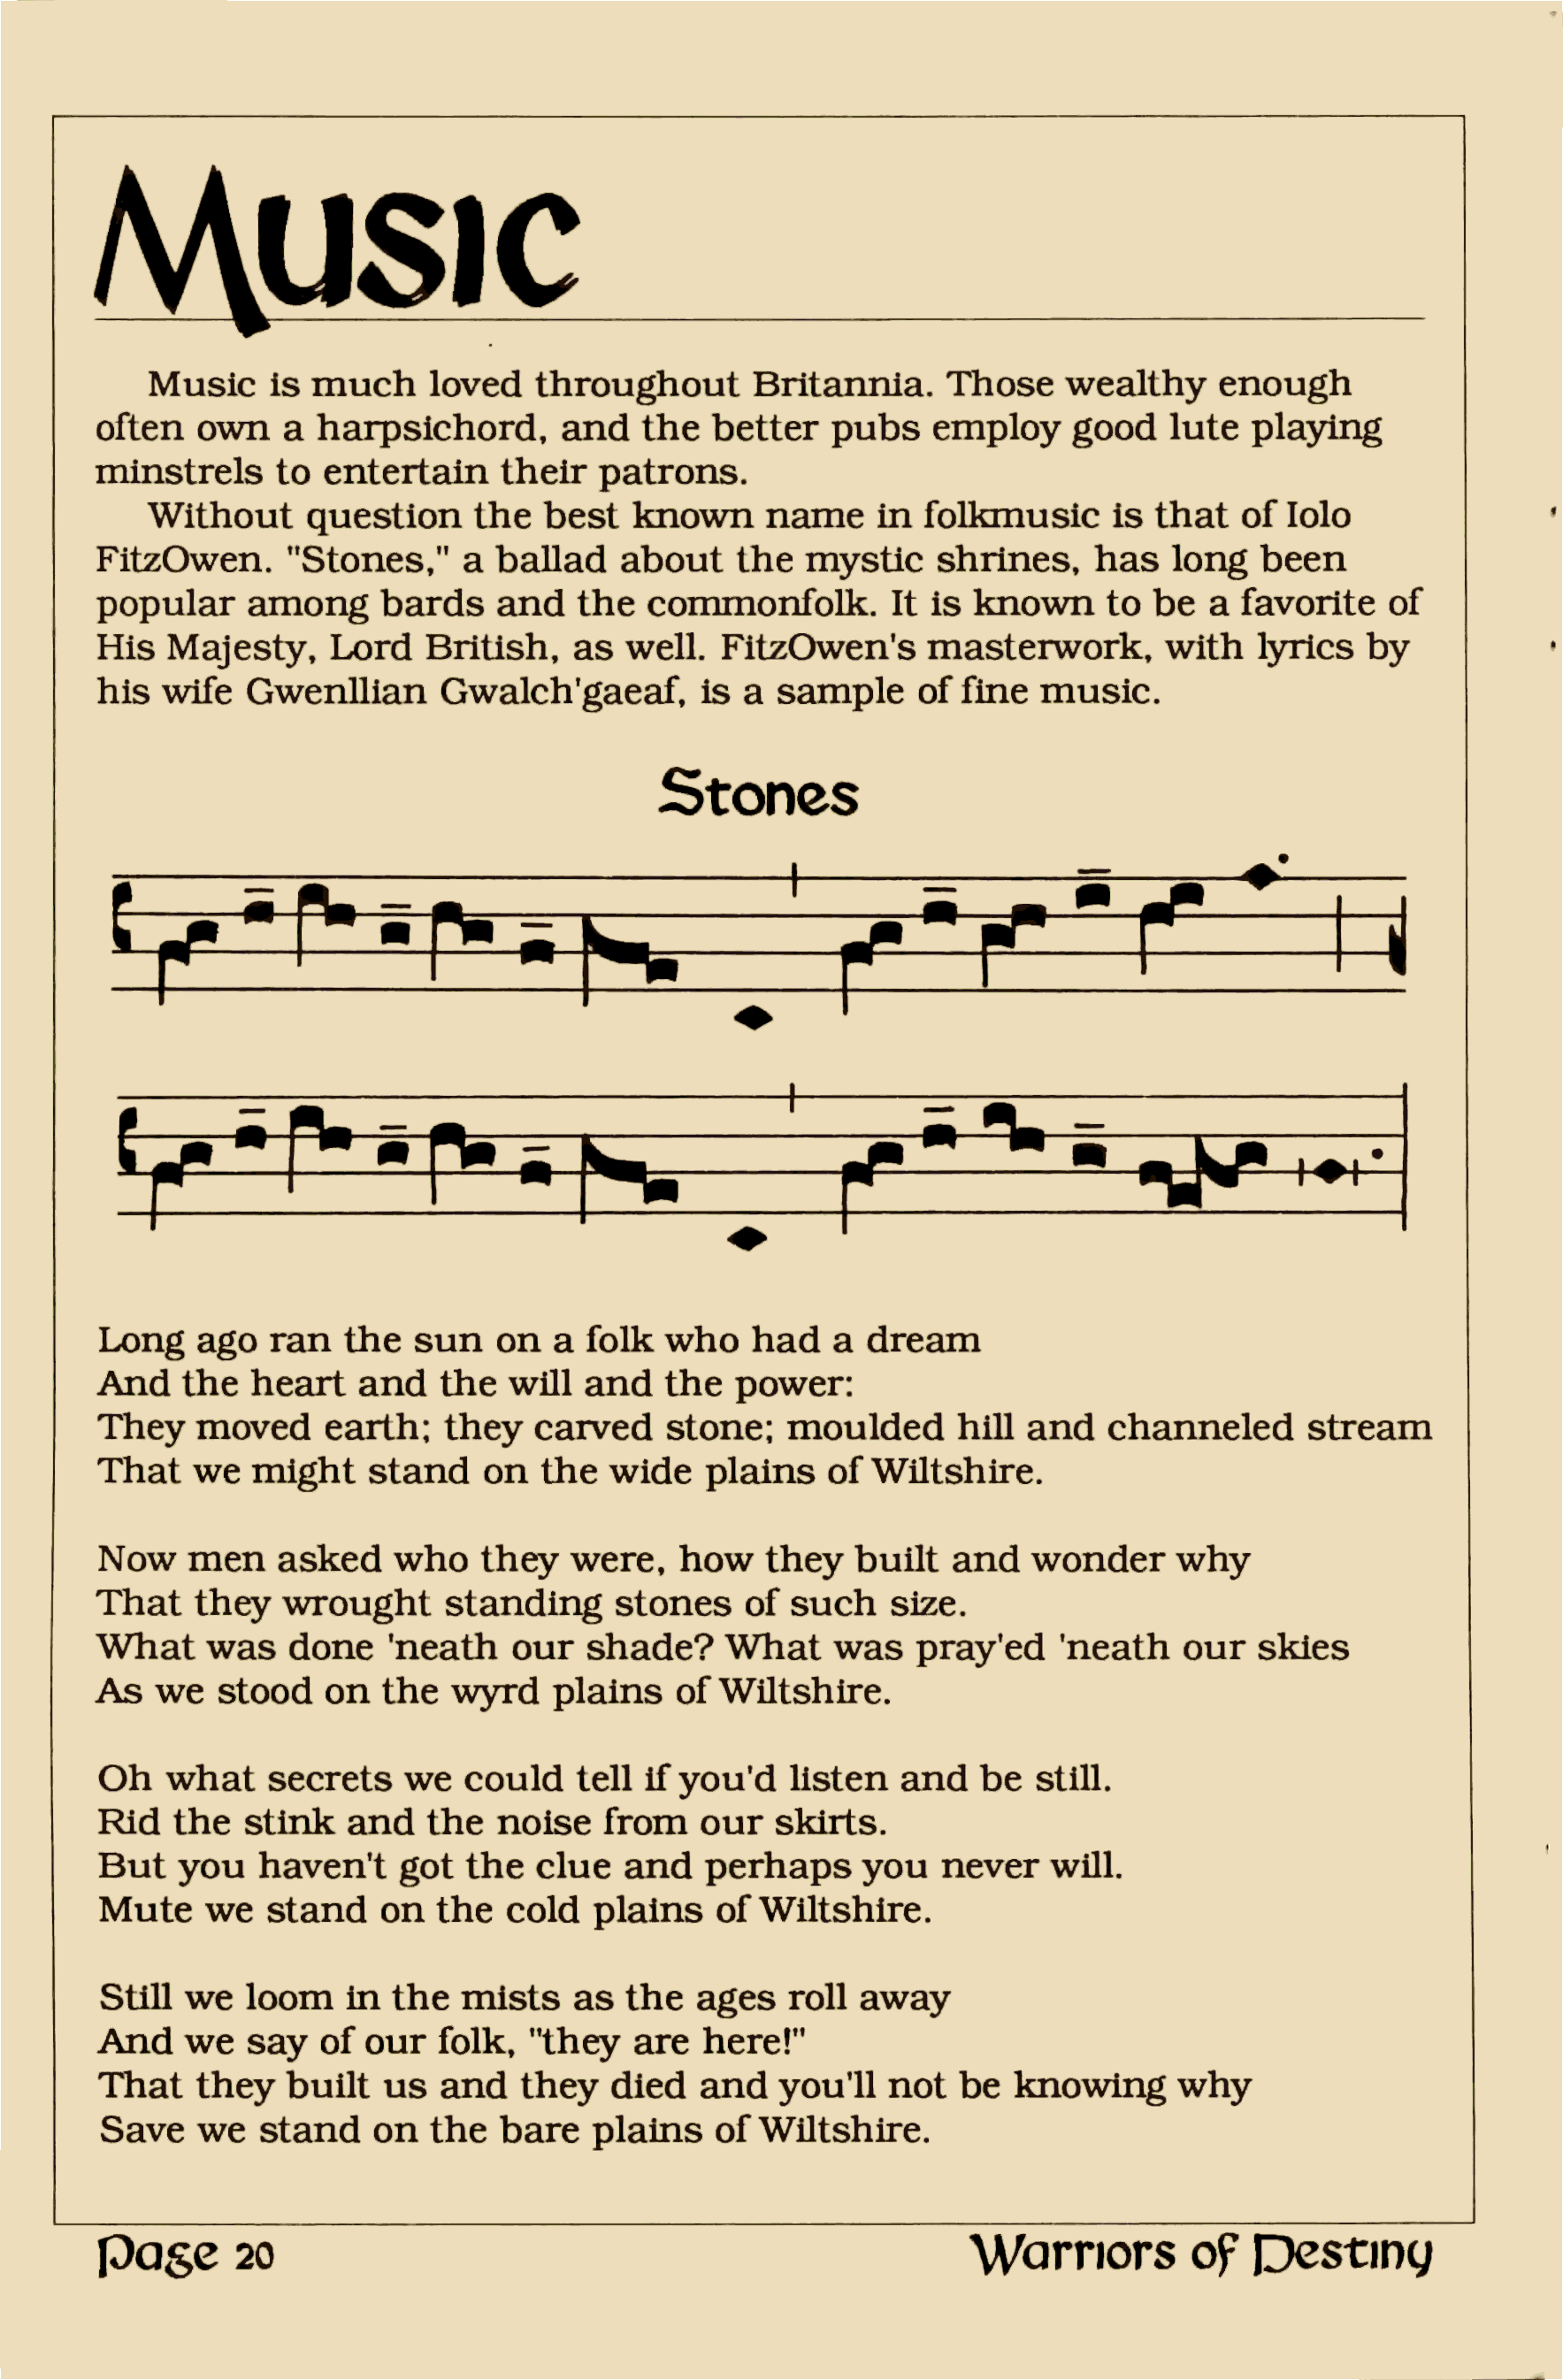 Music
Music is much loved throughout Britannia. Those wealthy enough
often own a harpsichord, and the better pubs employ good lute playing
minstrels to entertain their patrons.
Without question the best known name in folkmusic is that of Iolo
FitzOwen. "Stones," a ballad about the mystic shrines, has long been
popular among bards and the commonfolk. It is known to be a favorite of
His Majesty, Lord British, as well. FitzOwen's masterwork, with lyrics by
his wife Gwenllian Gwalch'gaeaf, is a sample of fine music.
Stones
Long ago ran the sun on a folk who had a dream
And the heart and the will and the power:
They moved earth; they carved stone; moulded hill and channeled stream
That we might stand on the wide plains of Wiltshire.
Now men asked who they were, how they built and wonder why
That they wrought standing stones of such size.
What was done 'neath our shade? What was pray'ed 'neath our skies
As we stood on the wyrd plains of Wiltshire.
Oh what secrets we could tell if you'd listen and be still.
Rid the stink and the noise from our skirts.
But you haven't got the clue and perhaps you never will.
Mute we stand on the cold plains of Wiltshire.
Still we loom in the mists as the ages roll away
And we say of our folk, "they are here!"
That they built us and they died and you'll not be knowing why
Save we stand on the bare plains of Wiltshire.
Page 20
Warriors of Destiny